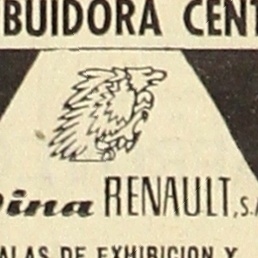 BUIDORA CENT
Dina RENAULT, S.A
ALAS DE EXHIBICION Y